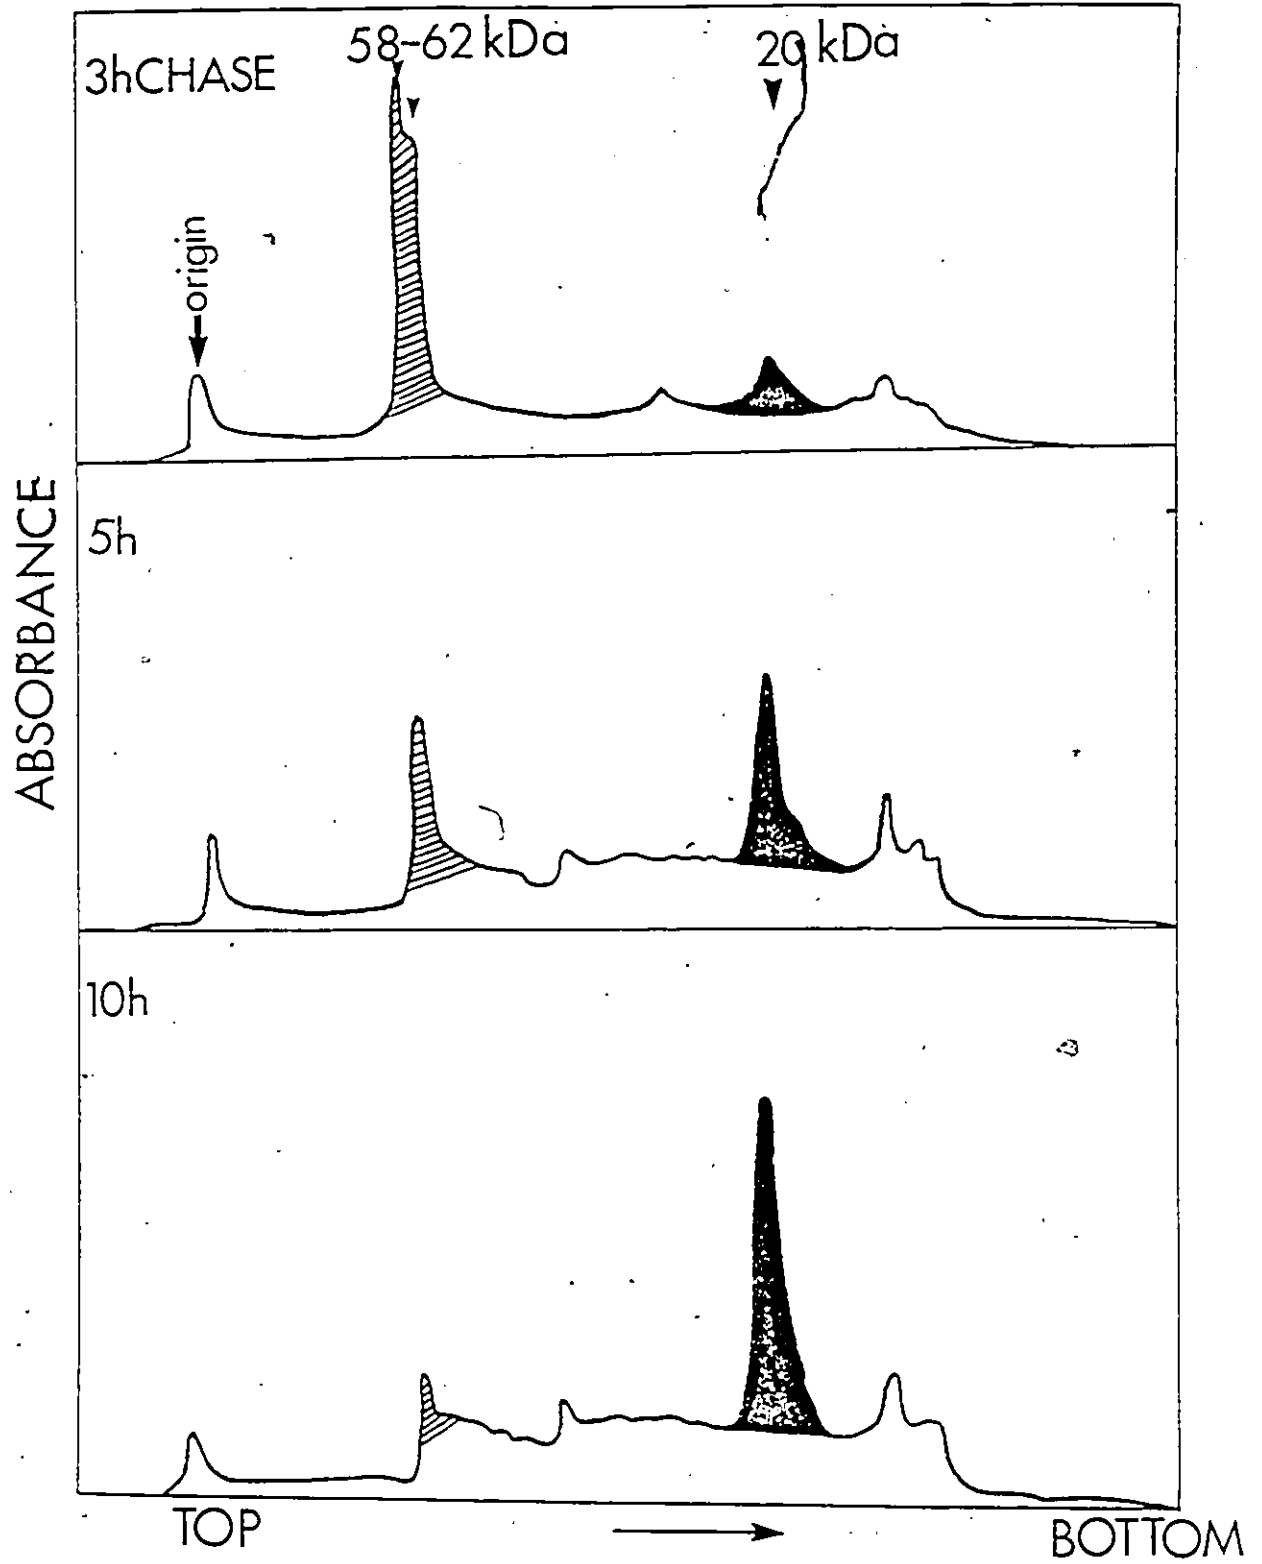 58-62 kDa
20 kDa
3hCHASE
origin
ABSORBANCE
5h
10h
TOP
BOTTOM